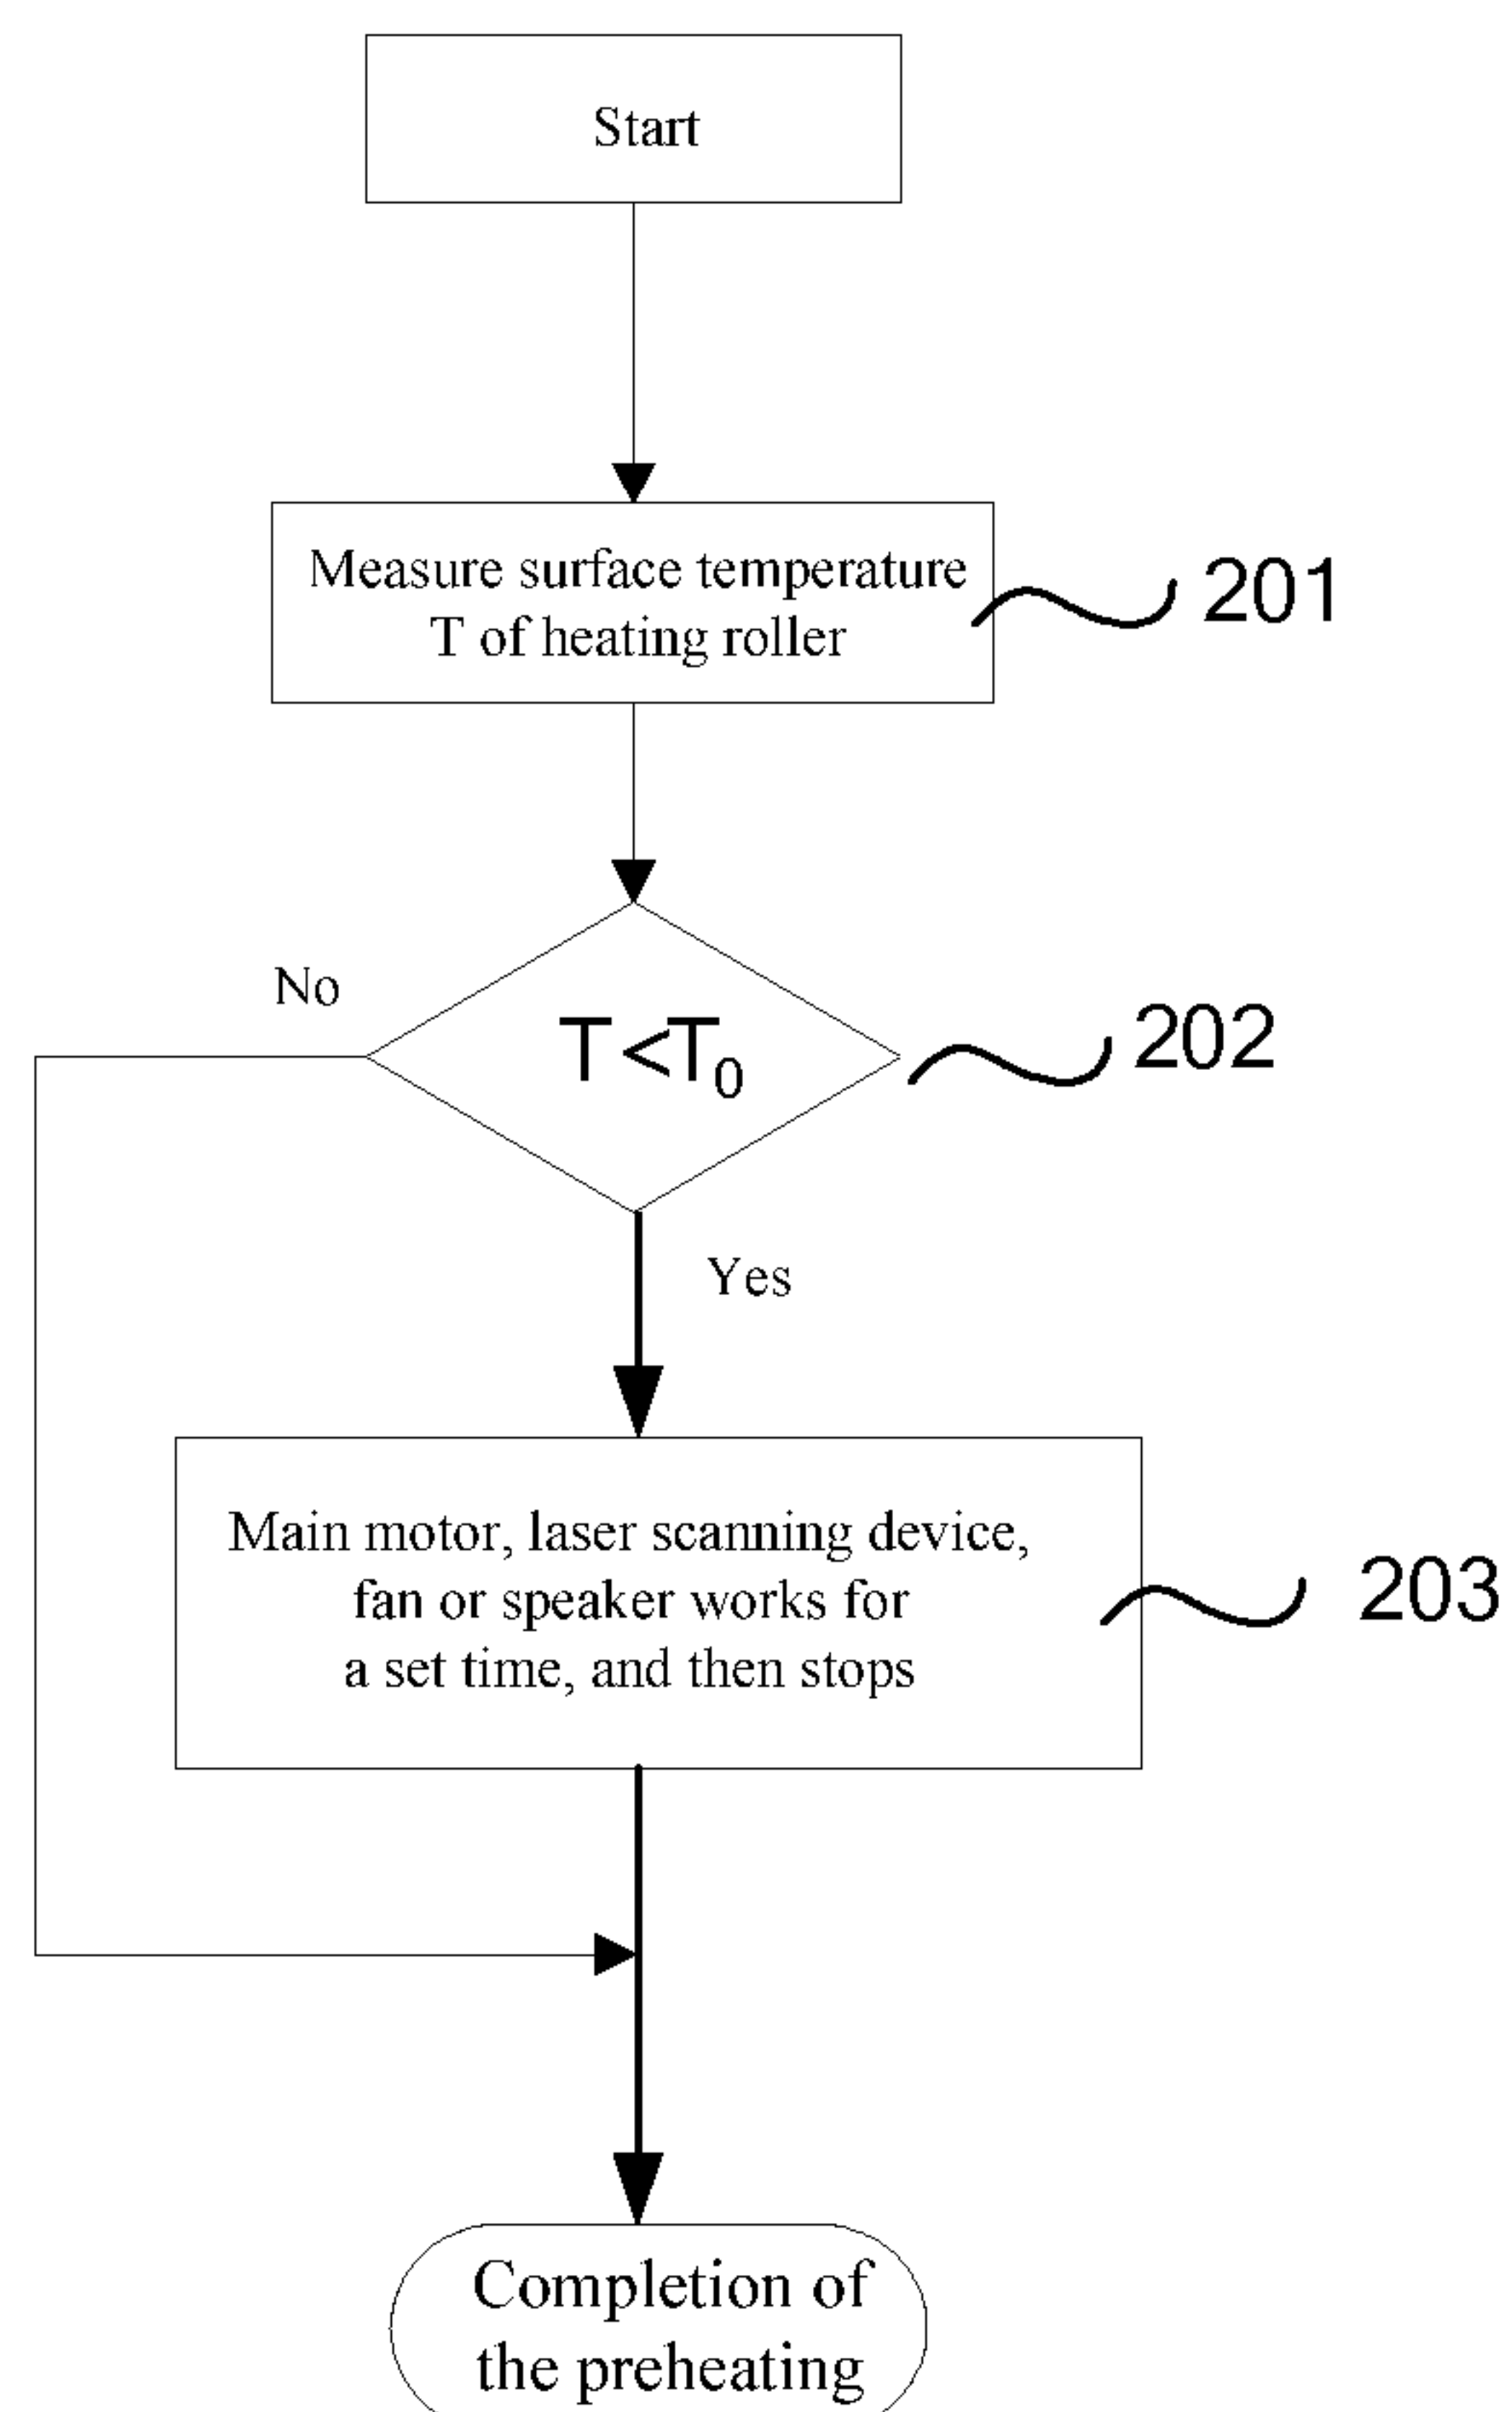 Start
Measure surface temperature
T of heating roller
201
No
T<T₀
202
Yes
Main motor, laser scanning device,
fan or speaker works for
a set time, and then stops
203
Completion of
the preheating